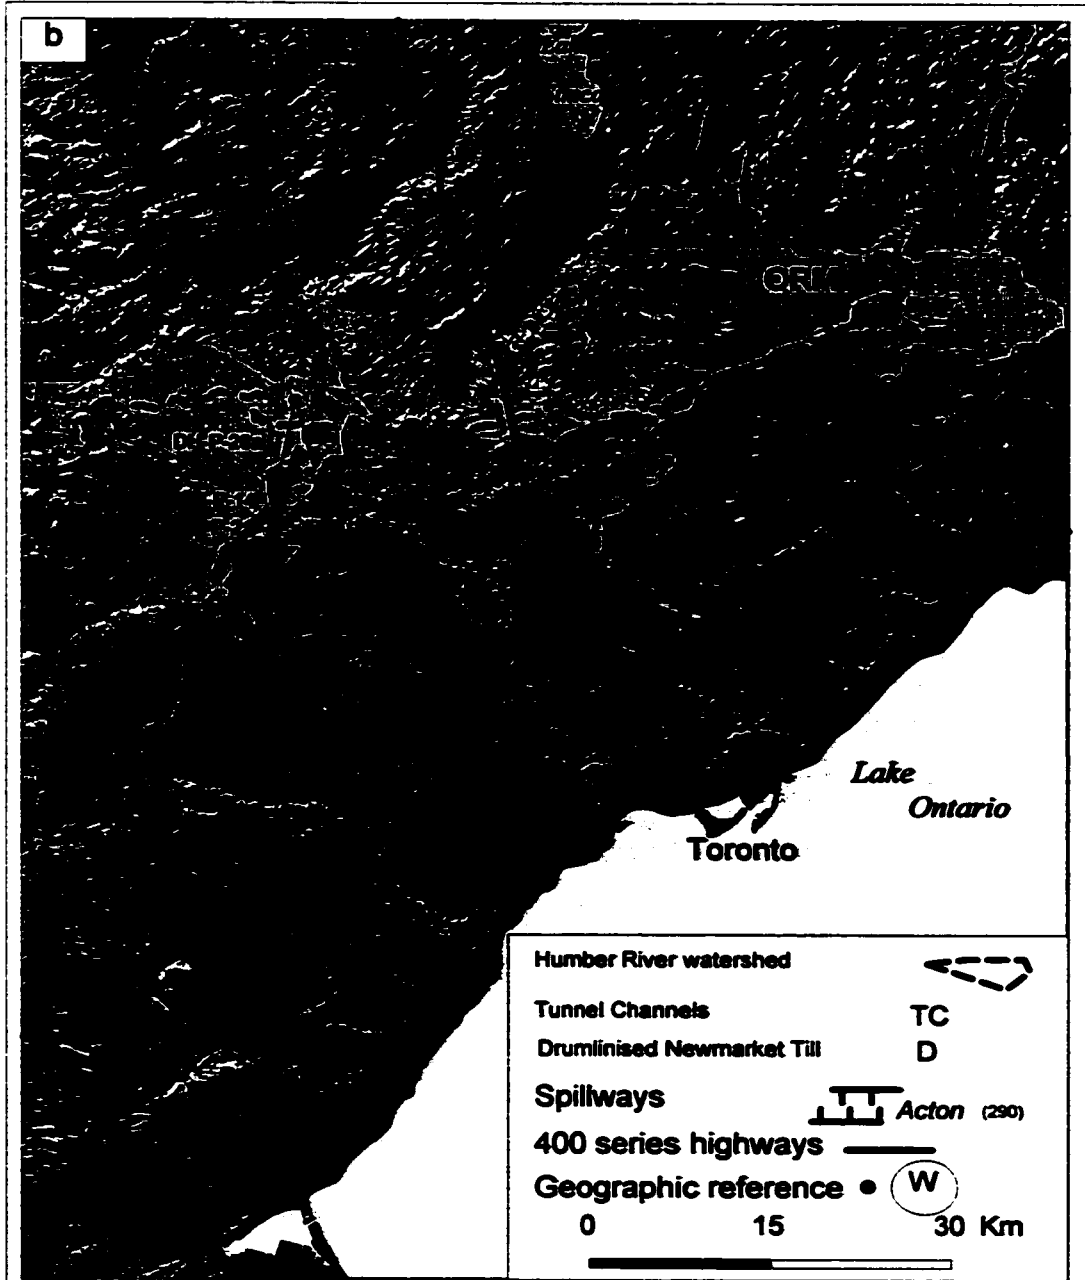 b
ORM
Lake
Ontario
Toronto
Humber River watershed
Tunnel Channels TC
Drumlinised Newmarket Till D
Spillways Acton (290)
400 series highways
Geographic reference W
0 15 30 Km